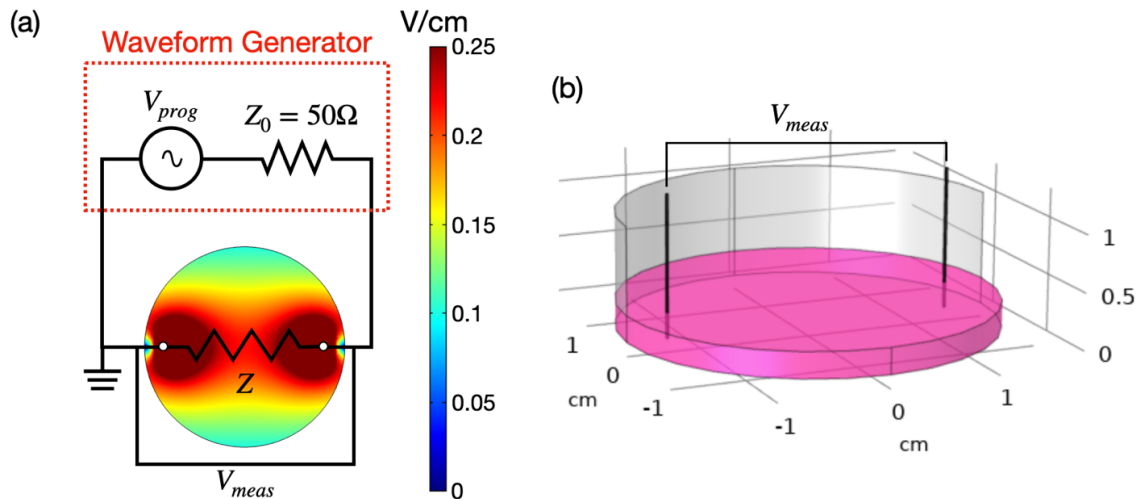 (a)
Waveform Generator
V_prog
Z_0 = 50Ω
Z
V_meas
V/cm
0.25
0.2
0.15
0.1
0.05
0
(b)
V_meas
1
0.5
0
1
0
-1
cm
-1
0
1
cm